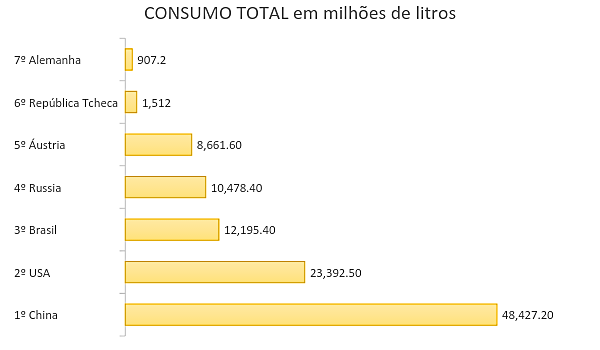 CONSUMO TOTAL em milhões de litros
7º Alemanha 907.2
6º República Tcheca 1,512
5º Áustria 8,661.60
4º Russia 10,478.40
3º Brasil 12,195.40
2º USA 23,392.50
1º China 48,427.20